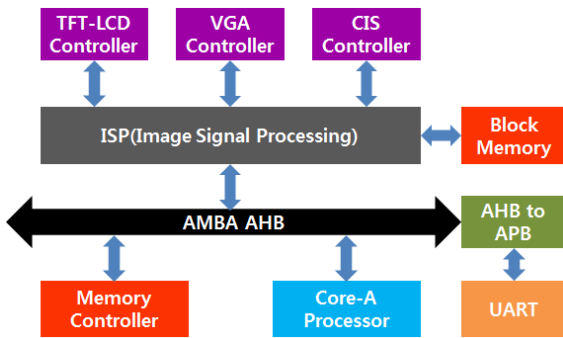 TFT-LCD
Controller
VGA
Controller
CIS
Controller
ISP(Image Signal Processing)
Block
Memory
AMBA AHB
AHB to
APB
Memory
Controller
Core-A
Processor
UART